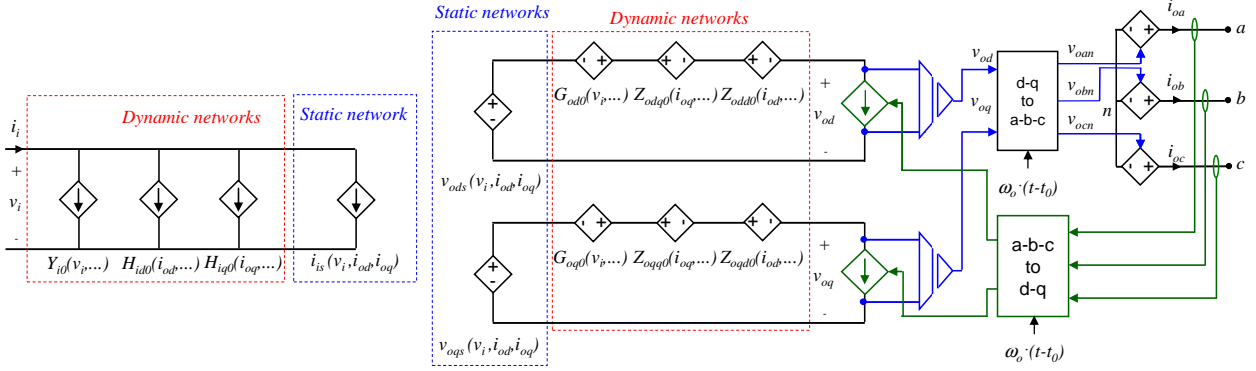 Static networks
Dynamic networks
+ -
- +
+ -
G_od0(v_i,...) Z_odq0(i_oq,...) Z_odd0(i_od,...)
+
-
+
v_od
-
v_ods(v_i,i_od,i_oq)
v_od
v_oq
d-q
to
a-b-c
ω_o·(t-t_0)
v_oan
v_obn
v_ocn
n
- +
i_oa
a
- +
i_ob
b
- +
i_oc
c
Dynamic networks
Static network
i_i
+
v_i
-
Y_i0(v_i,...) H_id0(i_od,...) H_iq0(i_oq,...)
i_is(v_i,i_od,i_oq)
- +
+ -
+ -
G_oq0(v_i,...) Z_oqq0(i_oq,...) Z_oqd0(i_od,...)
+
-
+
v_oq
-
v_oqs(v_i,i_od,i_oq)
a-b-c
to
d-q
ω_o·(t-t_0)